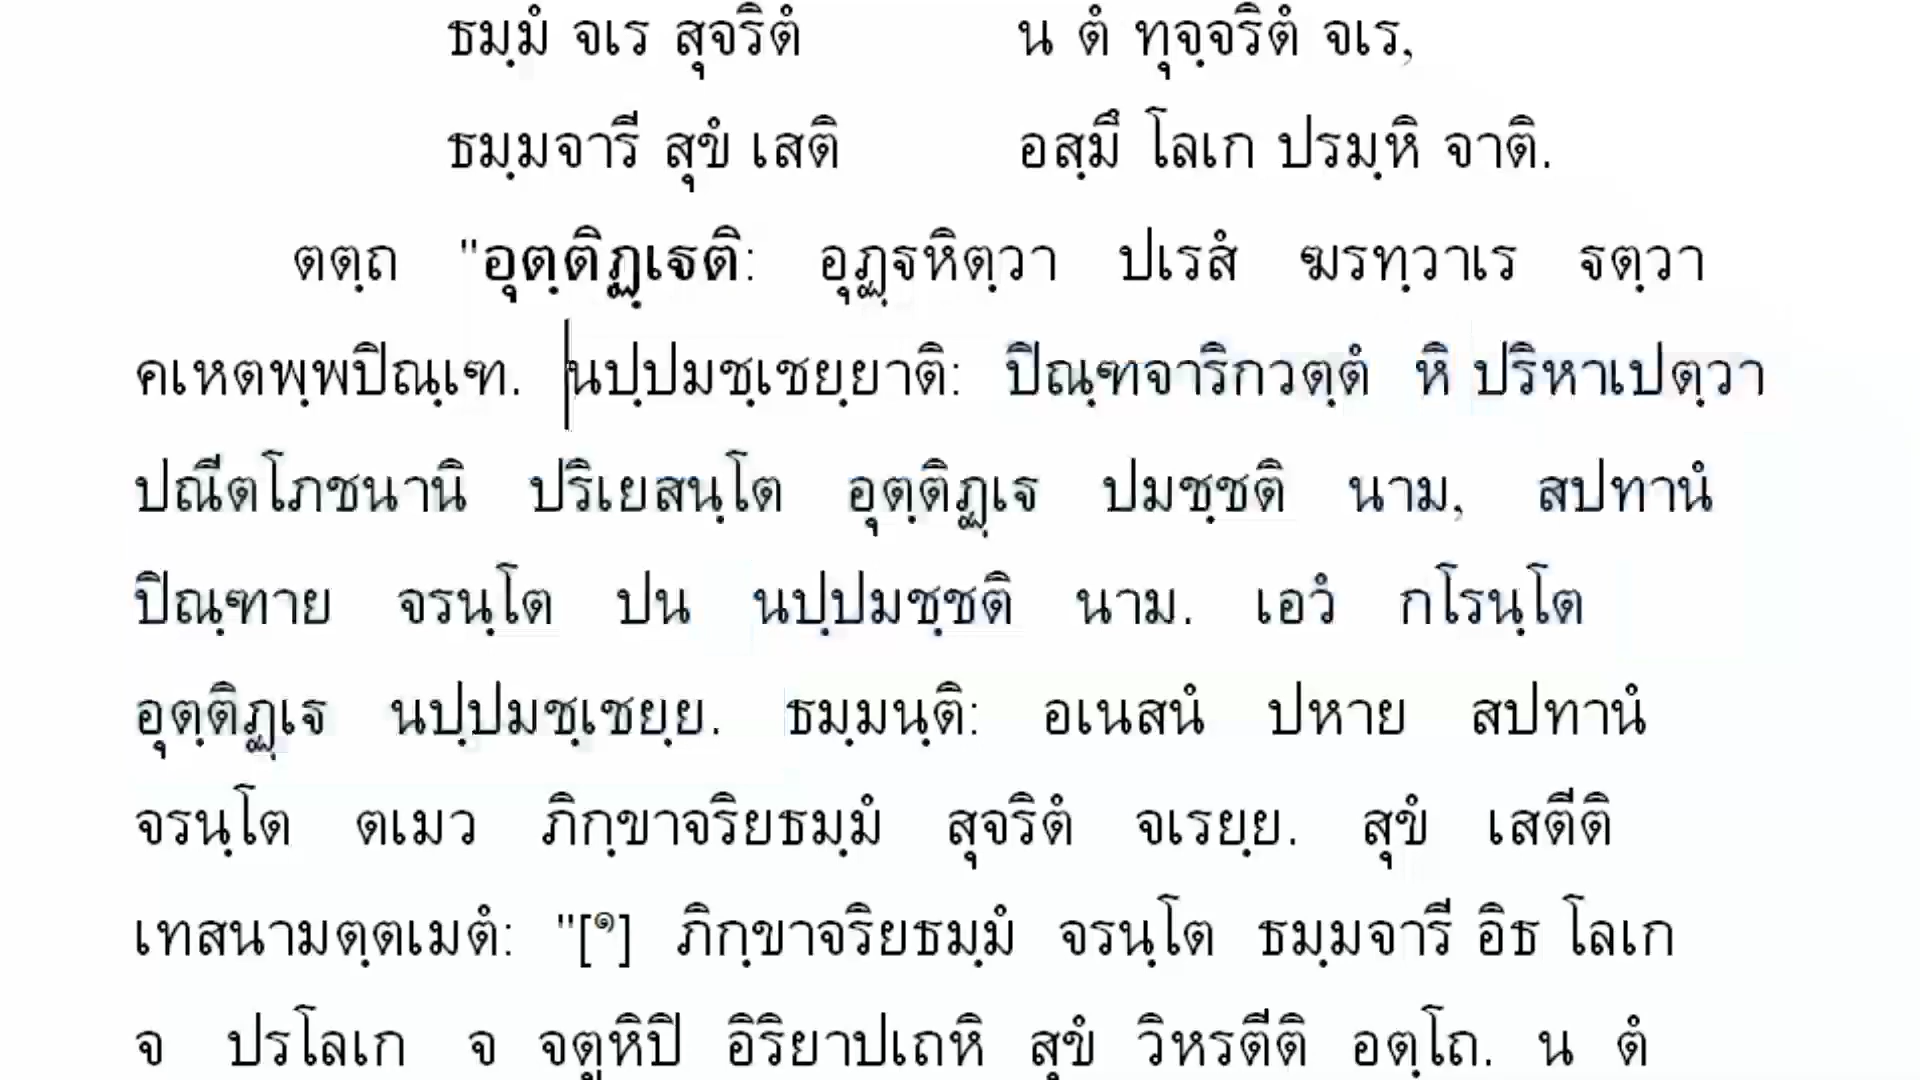 ธมฺมํ จเร สุจริตํ น ตํ ทุจฺจริตํ จเร,
ธมฺมจารี สุขํ เสติ อสฺมึ โลเก ปรมฺหิ จาติ.
ตตฺถ "อุตฺติฏฺเฐติ: อุฏฺฐหิตฺวา ปเรสํ ฆรทฺวาเร ฐตฺวา
คเหตพฺพปิณฺเฑ. นปฺปมชฺเชยฺยาติ: ปิณฺฑจาริกวตฺตํ หิ ปริหาเปตฺวา
ปณีตโภชนานิ ปริเยสนฺโต อุตฺติฏฺเฐ ปมชฺชติ นาม, สปทานํ
ปิณฺฑาย จรนฺโต ปน นปฺปมชฺชติ นาม. เอวํ กโรนฺโต
อุตฺติฏฺเฐ นปฺปมชฺเชยฺย. ธมฺมนฺติ: อเนสนํ ปหาย สปทานํ
จรนฺโต ตเมว ภิกฺขาจริยธมฺมํ สุจริตํ จเรยฺย. สุขํ เสตีติ
เทสนามตฺตเมตํ: "[๑] ภิกฺขาจริยธมฺมํ จรนฺโต ธมฺมจารี อิธ โลเก
จ ปรโลเก จ จตูหิปิ อิริยาปเถหิ สุขํ วิหรตีติ อตฺโถ. น ตํ